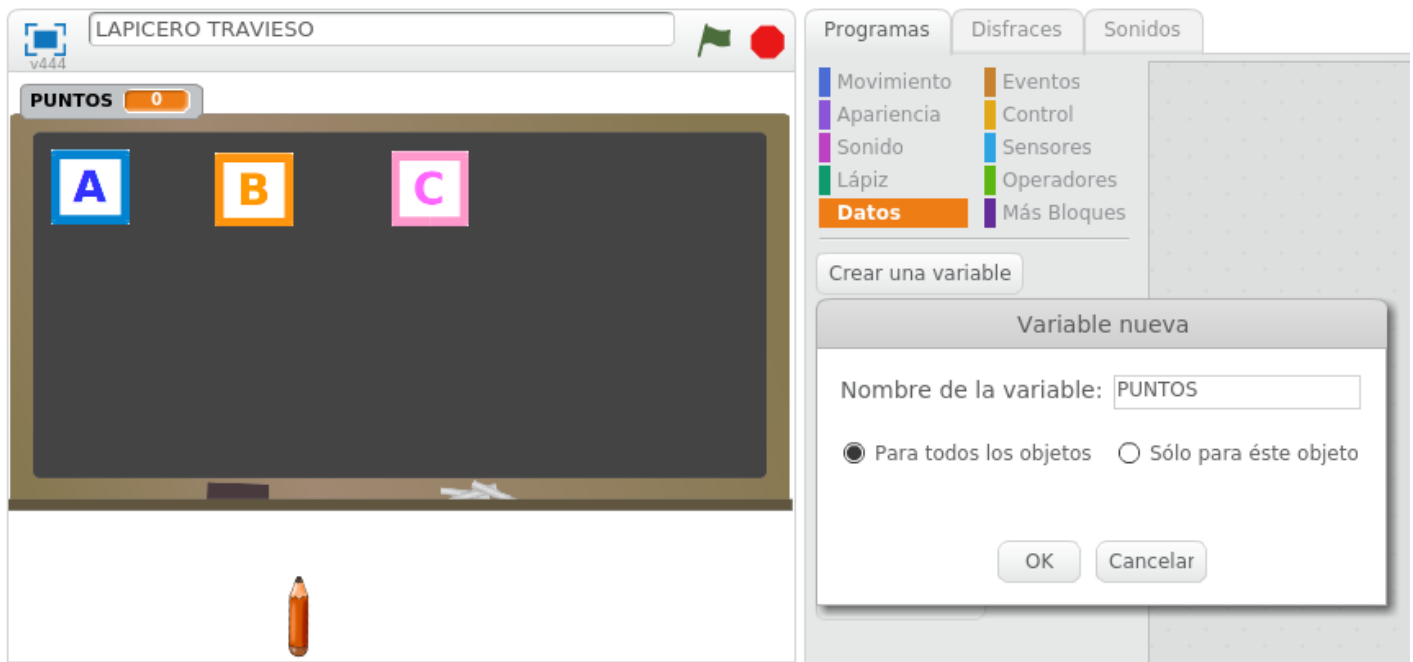 LAPICERO TRAVIESO
v444
PUNTOS 0
A B C
Programas Disfraces Sonidos
Movimiento Eventos
Apariencia Control
Sonido Sensores
Lápiz Operadores
Datos Más Bloques
Crear una variable
Variable nueva
Nombre de la variable: PUNTOS
Para todos los objetos Sólo para éste objeto
OK Cancelar